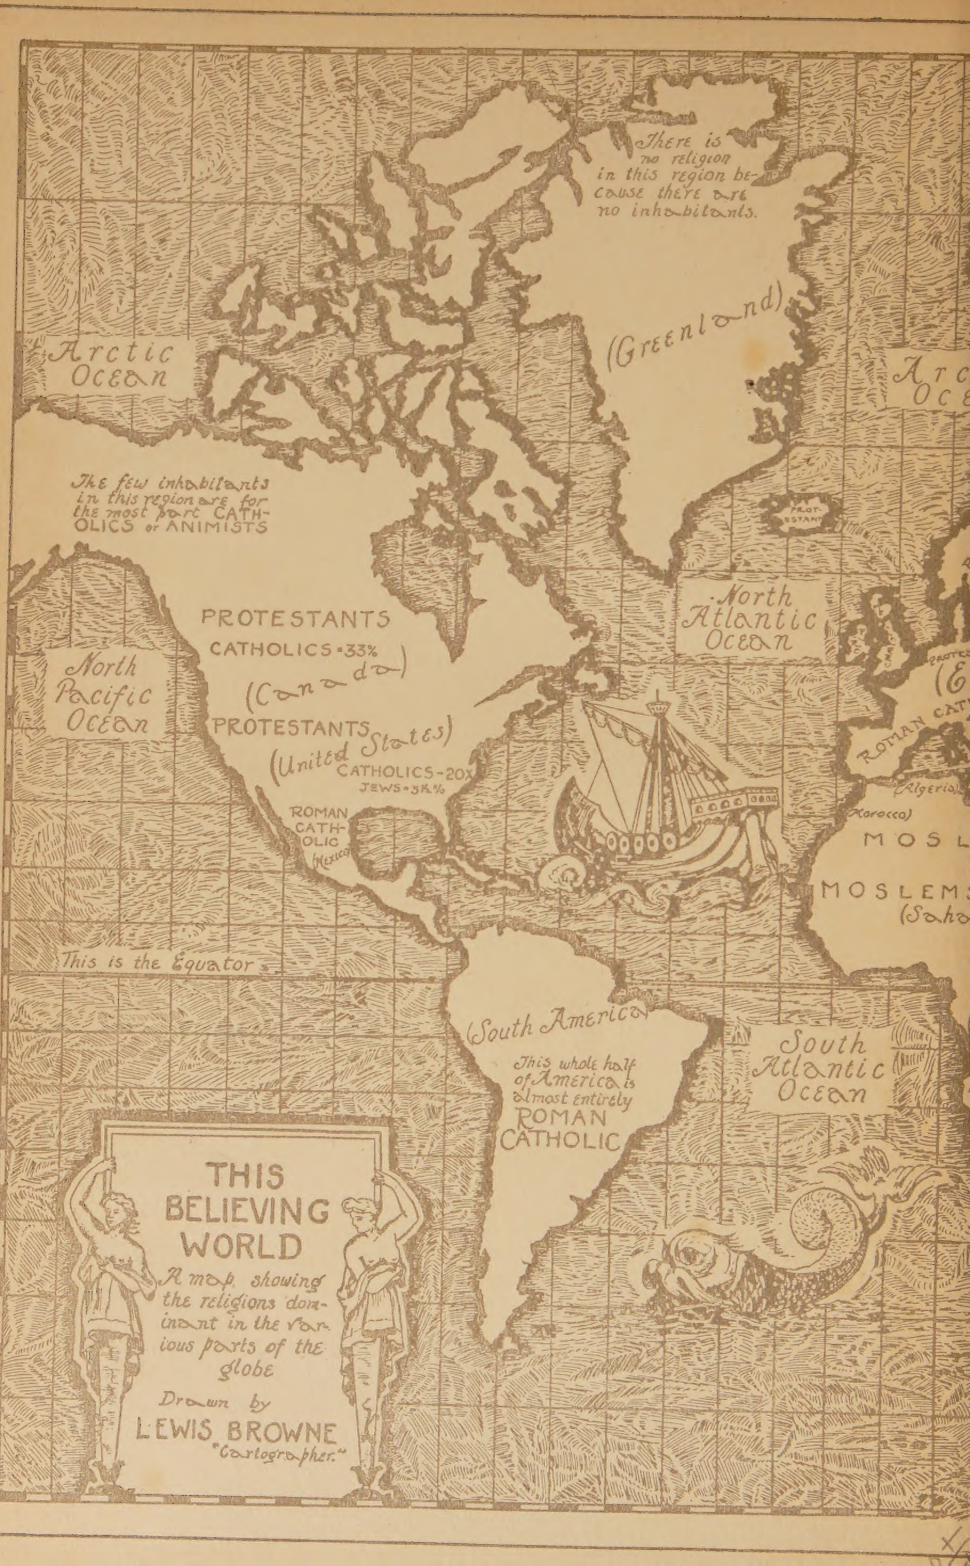 There is
no religion
in this region be-
cause there are
no inhabitants.
(Greenland)
Arctic
Ocean
Arc
Oce
The few inhabitants
in this region are for
the most part CATH-
OLICS or ANIMISTS
PROT-
ESTANT
North
Atlantic
Ocean
PROTESTANTS
CATHOLICS-33%
(Canada)
North
Pacific
Ocean
PROTESTANTS
(United States)
CATHOLICS-20%
ROMAN
CATH-
OLIC
(Mexico)
PROTES
(E
ROMAN CATH
(Algeria)
Morocco)
MOSL
MOSLEMS
(Saha
This is the Equator
(South America)
This whole half
of America is
almost entirely
ROMAN
CATHOLIC
South
Atlantic
Ocean
THIS
BELIEVING
WORLD
A map showing
the religions dom-
inant in the var-
ious parts of the
globe
Drawn by
LEWIS BROWNE
"Cartographer."